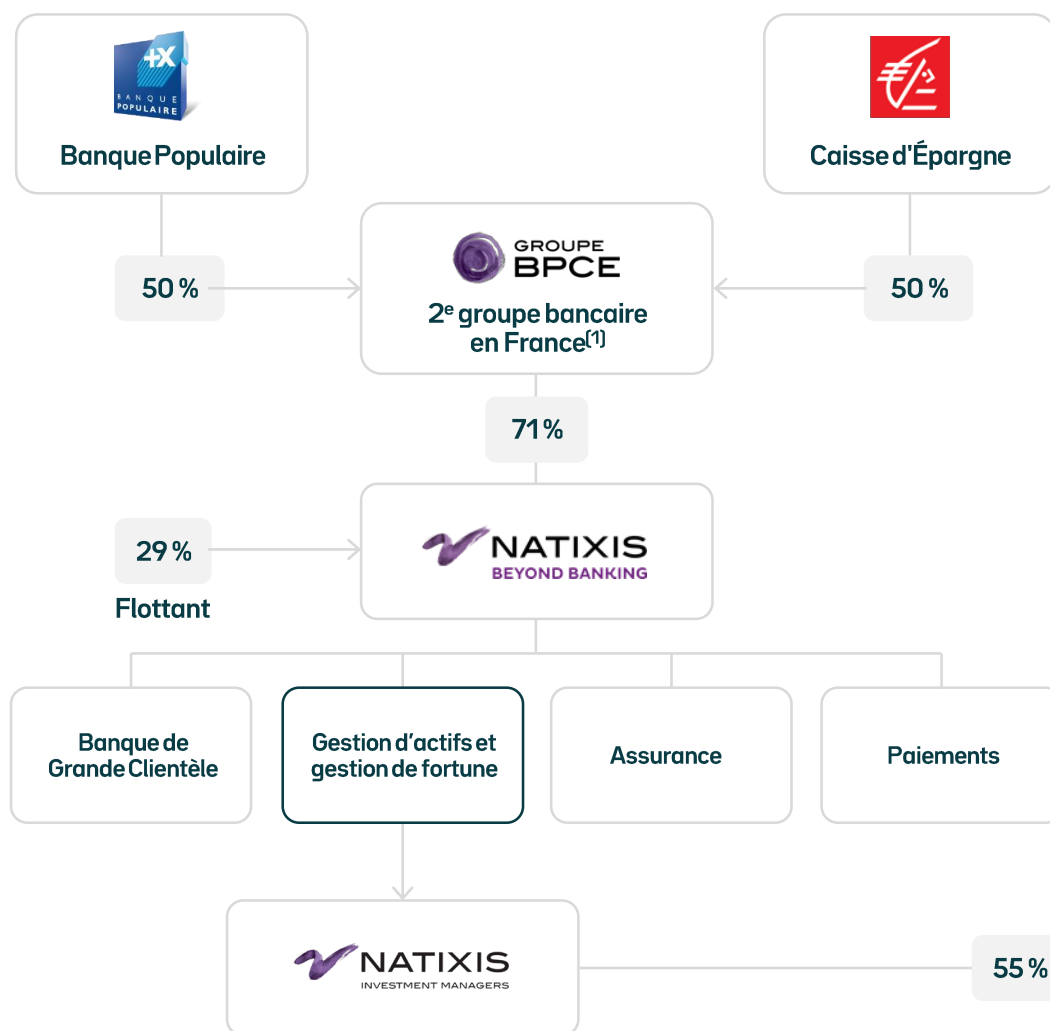 +X
BANQUE
POPULAIRE
Banque Populaire
Caisse d'Épargne
50 %
GROUPE
BPCE
2e groupe bancaire
en France(1)
50 %
71 %
29 %
Flottant
NATIXIS
BEYOND BANKING
Banque de
Grande Clientèle
Gestion d'actifs et
gestion de fortune
Assurance
Paiements
NATIXIS
INVESTMENT MANAGERS
55 %